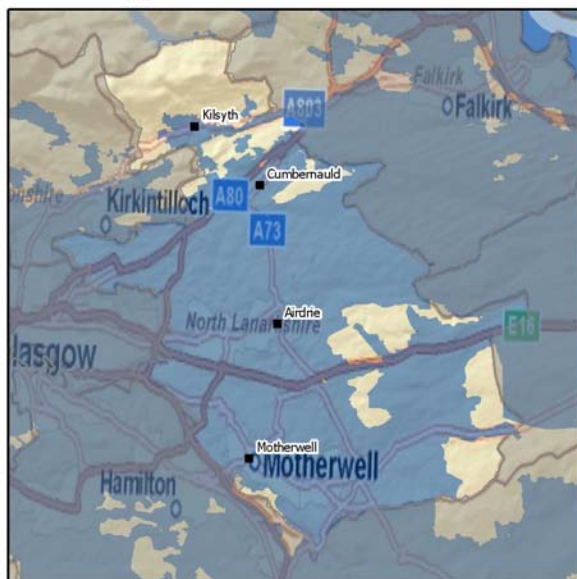 Kilsyth
A803
Falkirk
Falkirk
Cumbernauld
Kirkintilloch
A80
A73
Airdrie
North Lanarkshire
E16
lasgow
Motherwell
Motherwell
Hamilton